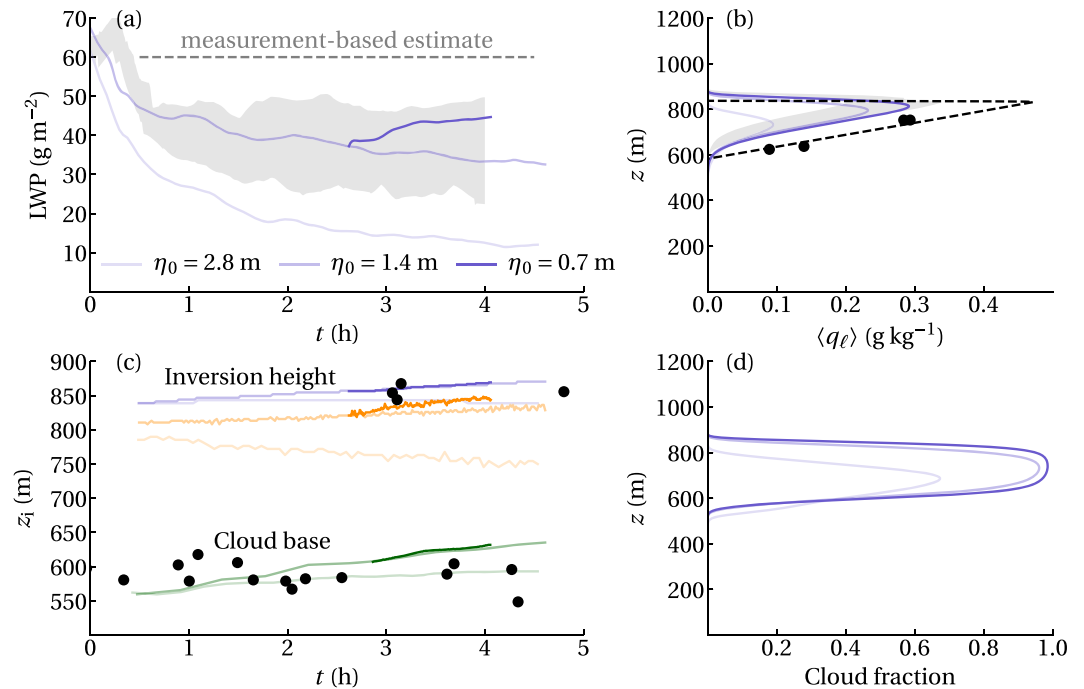 (a)
70
60
50
40
30
20
10
LWP (g m⁻²)
measurement-based estimate
η₀ = 2.8 m
η₀ = 1.4 m
η₀ = 0.7 m
0
1
2
3
4
5
t (h)
(b)
1200
1000
800
600
400
200
z (m)
0.0
0.2
0.3
0.4
⟨qℓ⟩ (g kg⁻¹)
(c)
900
850
800
750
700
650
600
550
zᵢ (m)
Inversion height
Cloud base
0
1
2
3
4
5
t (h)
(d)
1200
1000
800
600
400
200
z (m)
0.2
0.4
0.6
0.8
1.0
Cloud fraction